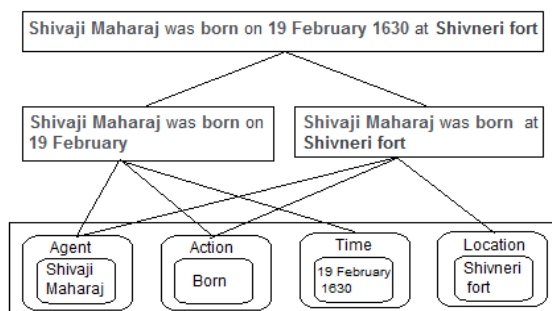 Shivaji Maharaj was born on 19 February 1630 at Shivneri fort
Shivaji Maharaj was born on
19 February
Shivaji Maharaj was born at
Shivneri fort
Agent
Shivaji
Maharaj
Action
Born
Time
19 February
1630
Location
Shivneri
fort